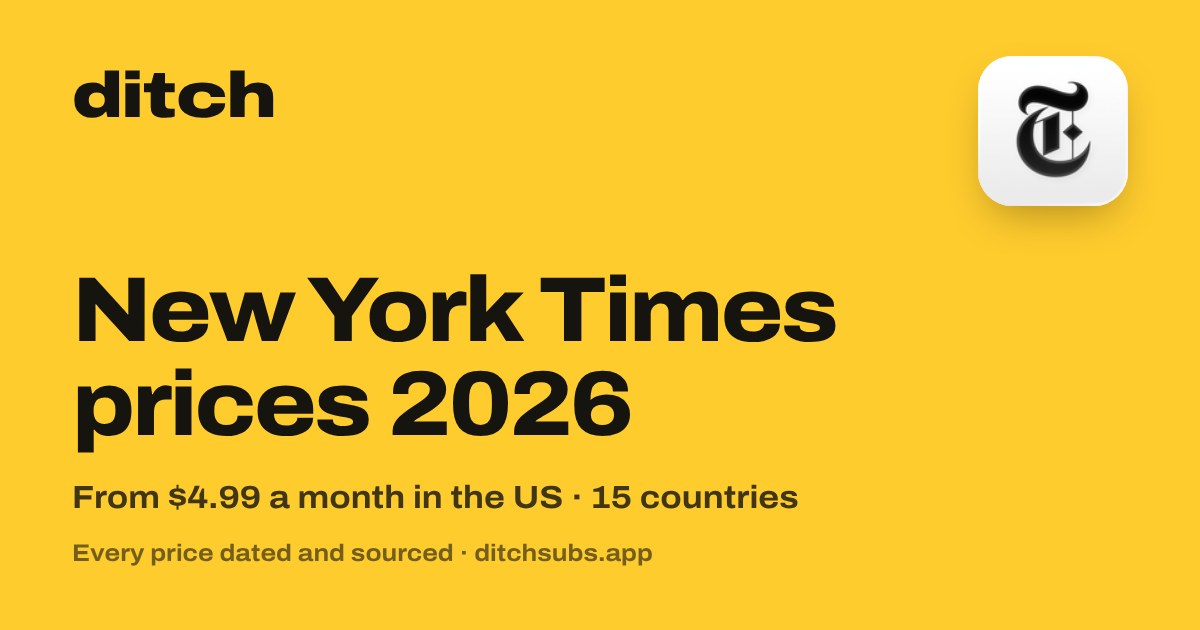 ditch
T
New York Times
prices 2026
From $4.99 a month in the US · 15 countries
Every price dated and sourced · ditchsubs.app